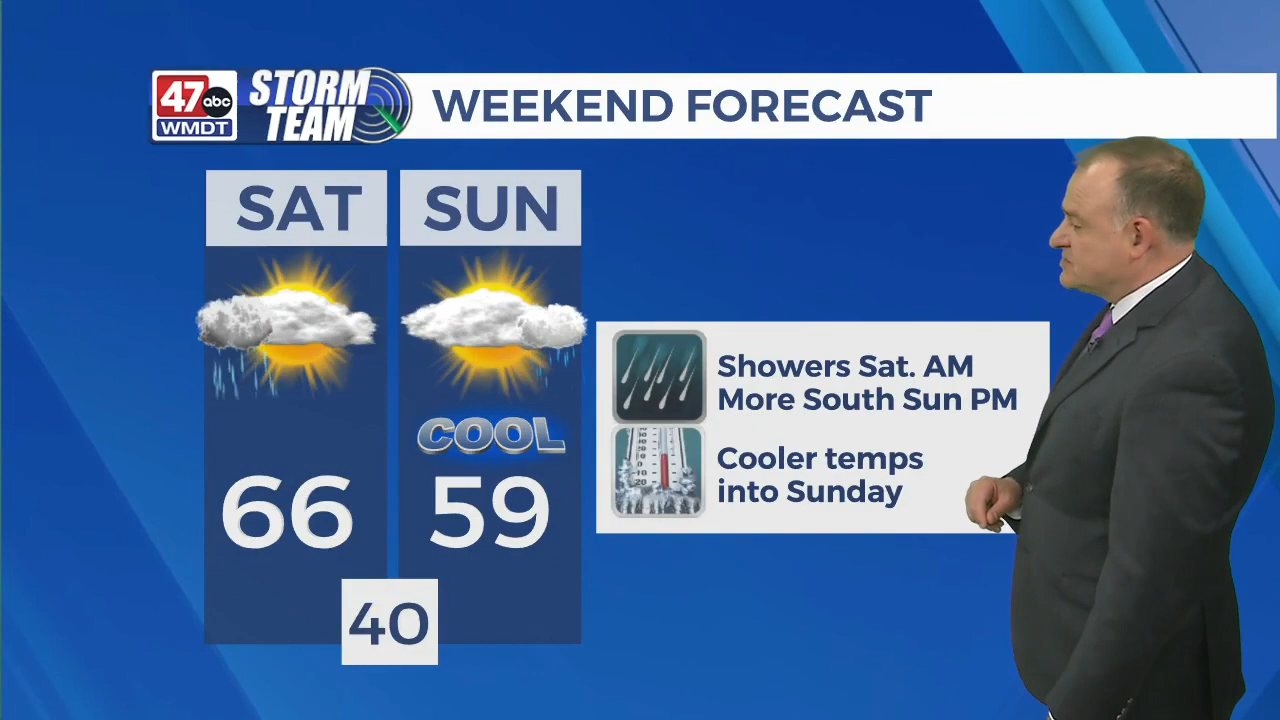 47 abc
WMDT
STORM
TEAM
WEEKEND FORECAST
SAT
SUN
COOL
66
59
40
Showers Sat. AM
More South Sun PM
Cooler temps
into Sunday